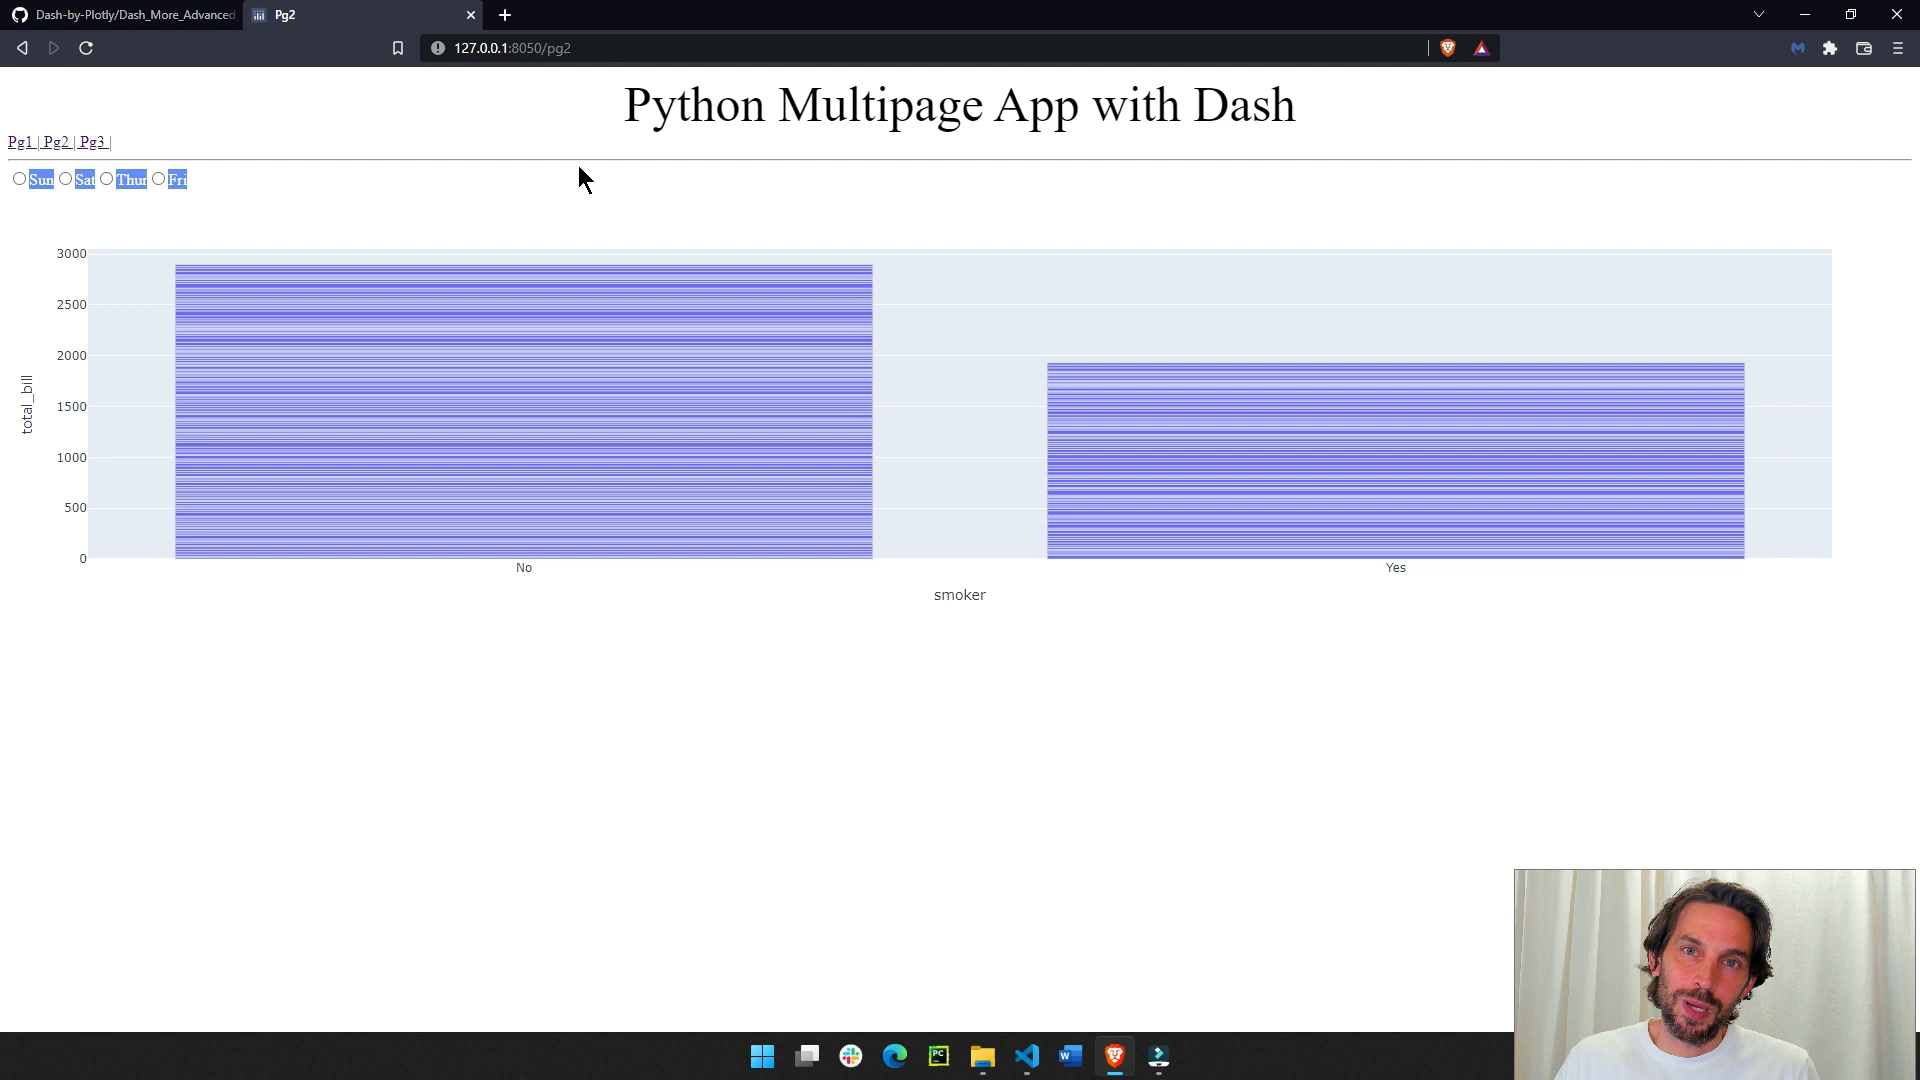 Dash-by-Plotly/Dash_More_Advanced
Pg2
127.0.0.1:8050/pg2
Python Multipage App with Dash
Pg1 | Pg2 | Pg3 |
Sun Sat Thur Fri
3000
2500
2000
1500
1000
500
0
total_bill
No Yes
smoker
PC
W